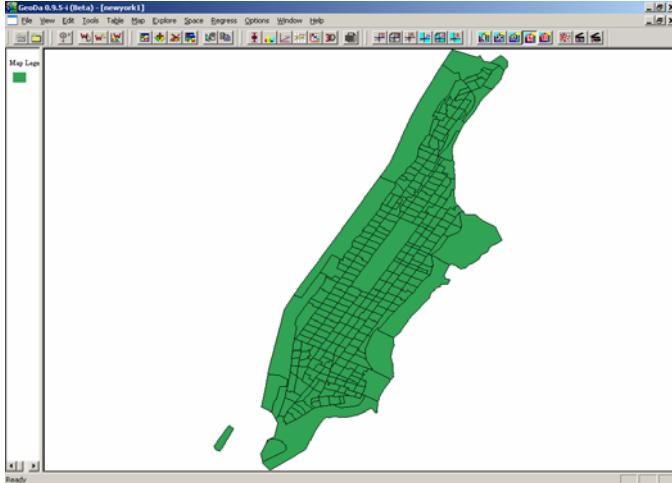 GeoDa 0.9.5-i (Beta) - [newyork1]
File View Edit Tools Table Map Explore Space Regress Options Window Help
3D
Map Lege
Ready